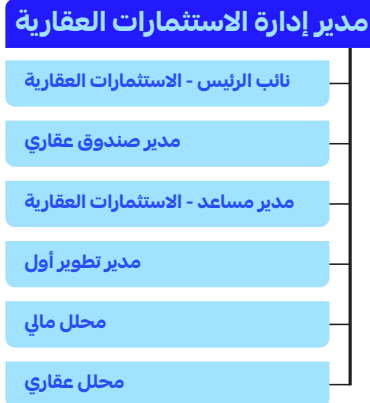 مدير إدارة الاستثمارات العقارية
نائب الرئيس - الاستثمارات العقارية
مدير صندوق عقاري
مدير مساعد - الاستثمارات العقارية
مدير تطوير أول
محلل مالي
محلل عقاري